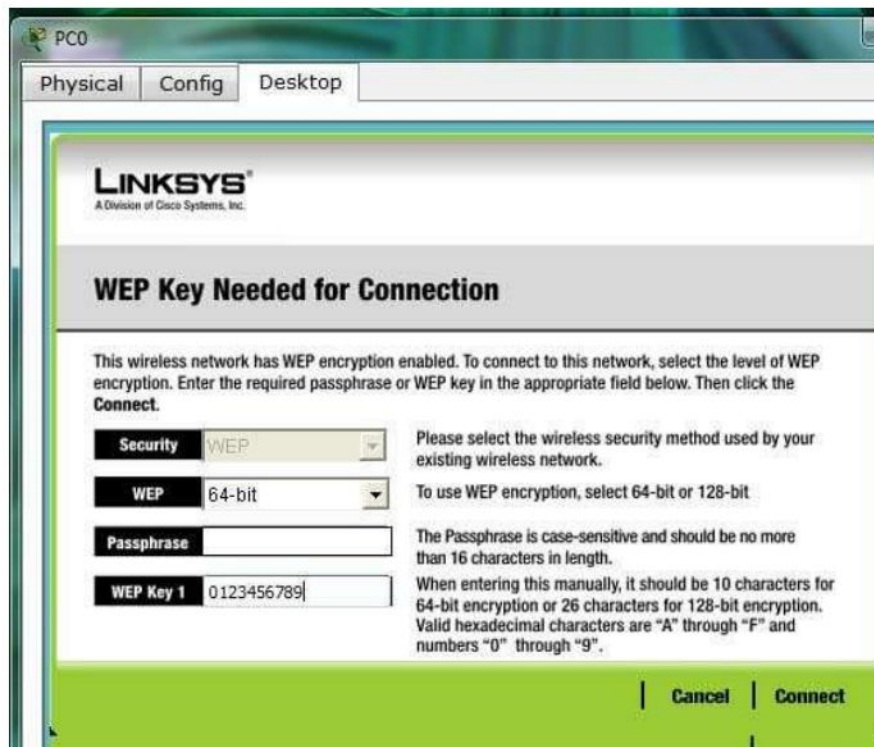 PC0
Physical Config Desktop
LINKSYS®
A Division of Cisco Systems, Inc.
WEP Key Needed for Connection
This wireless network has WEP encryption enabled. To connect to this network, select the level of WEP
encryption. Enter the required passphrase or WEP key in the appropriate field below. Then click the
Connect.
Security WEP Please select the wireless security method used by your
existing wireless network.
WEP 64-bit To use WEP encryption, select 64-bit or 128-bit
Passphrase The Passphrase is case-sensitive and should be no more
than 16 characters in length.
WEP Key 1 0123456789 When entering this manually, it should be 10 characters for
64-bit encryption or 26 characters for 128-bit encryption.
Valid hexadecimal characters are “A” through “F” and
numbers “0” through “9”.
Cancel Connect